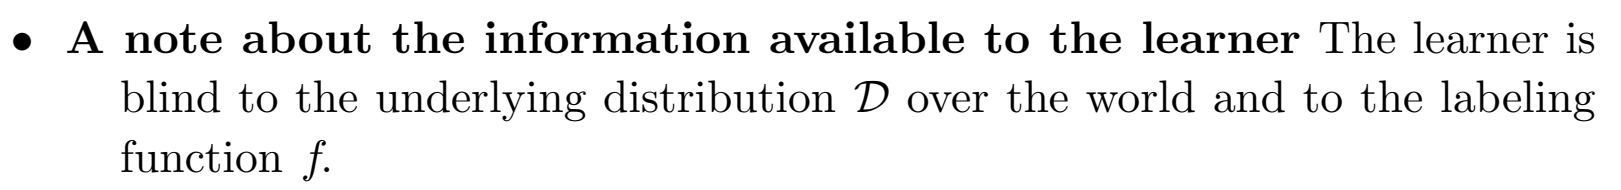 • A note about the information available to the learner The learner is
blind to the underlying distribution 𝒟 over the world and to the labeling
function f.